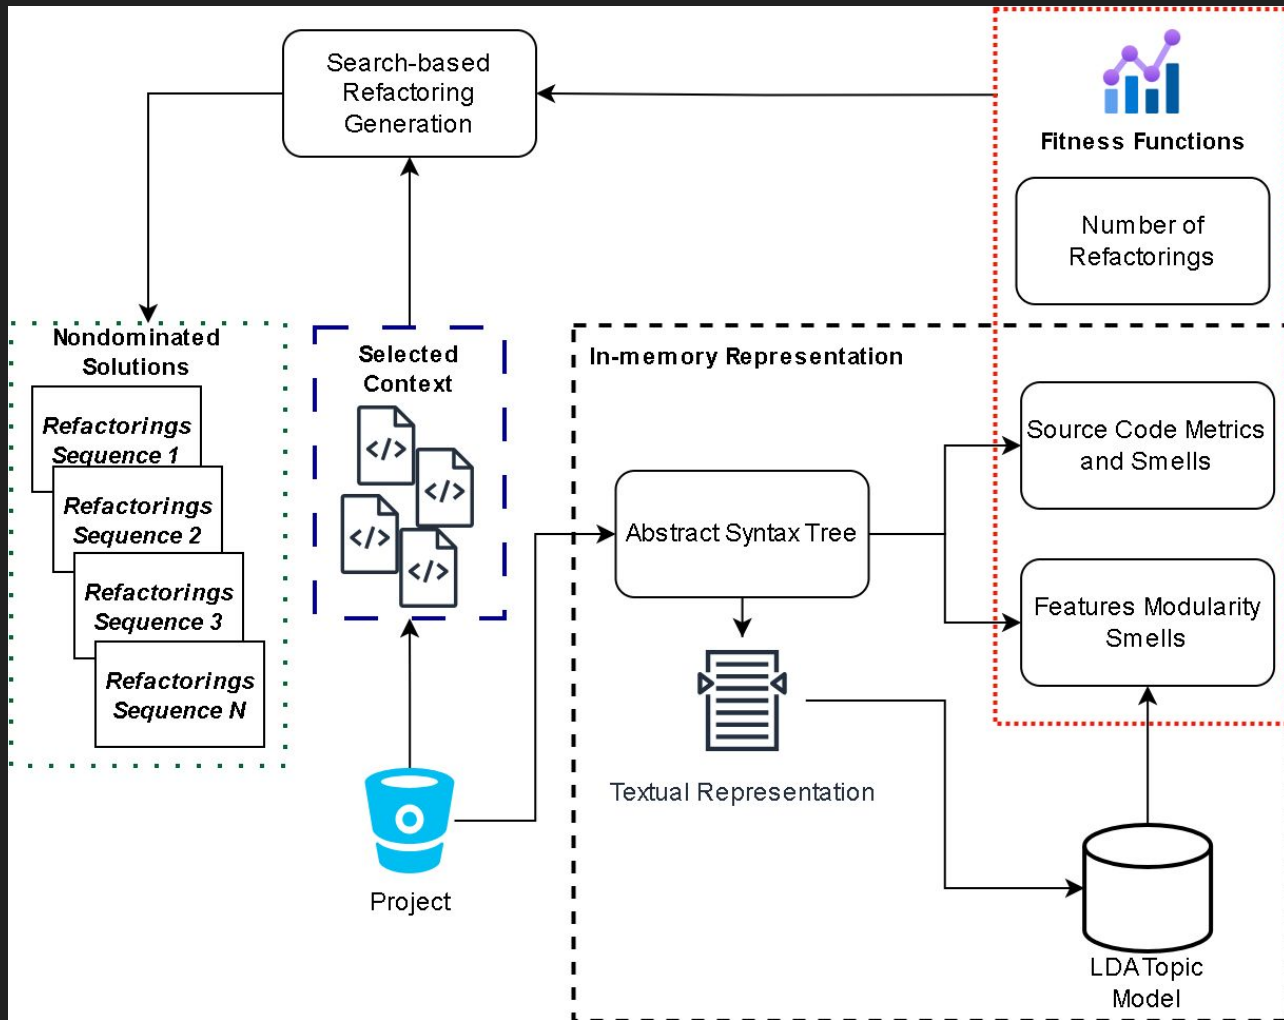 Search-based
Refactoring
Generation
Fitness Functions
Number of
Refactorings
Nondominated
Solutions
Refactorings
Sequence 1
Refactorings
Sequence 2
Refactorings
Sequence 3
Refactorings
Sequence N
Selected
Context
</>
</>
</>
</>
Project
In-memory Representation
Abstract Syntax Tree
Source Code Metrics
and Smells
Features Modularity
Smells
Textual Representation
LDA Topic
Model